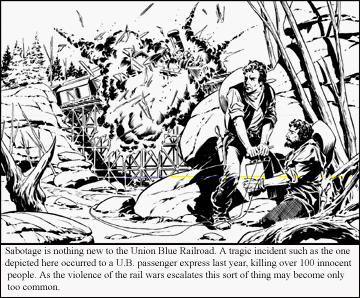 Sabotage is nothing new to the Union Blue Railroad. A tragic incident such as the one
depicted here occurred to a U.B. passenger express last year, killing over 100 innocent
people. As the violence of the rail wars escalates this sort of thing may become only
too common.